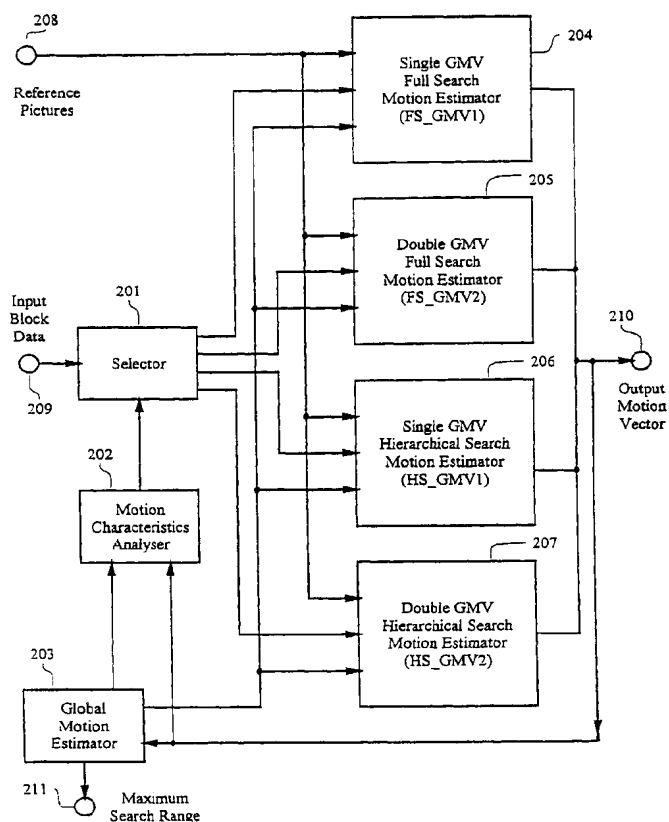 208
Reference
Pictures
204
Single GMV
Full Search
Motion Estimator
(FS_GMV1)
205
Double GMV
Full Search
Motion Estimator
(FS_GMV2)
Input
Block
Data
209
201
Selector
210
Output
Motion
Vector
206
Single GMV
Hierarchical Search
Motion Estimator
(HS_GMV1)
202
Motion
Characteristics
Analyser
207
Double GMV
Hierarchical Search
Motion Estimator
(HS_GMV2)
203
Global
Motion
Estimator
211
Maximum
Search Range